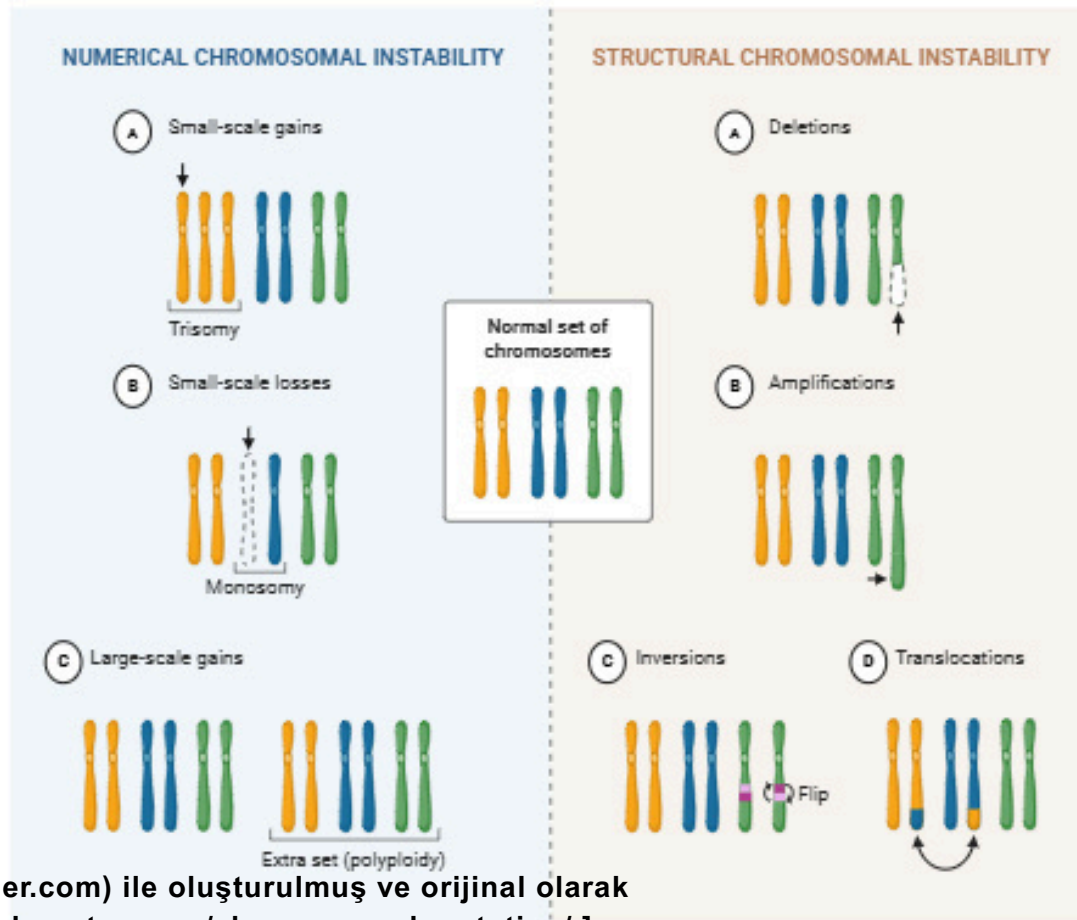 NUMERICAL CHROMOSOMAL INSTABILITY
A Small-scale gains
Trisomy
B Small-scale losses
Monosomy
C Large-scale gains
Extra set (polyploidy)
Normal set of
chromosomes
STRUCTURAL CHROMOSOMAL INSTABILITY
A Deletions
B Amplifications
C Inversions
Flip
D Translocations
er.com) ile oluşturulmuş ve orijinal olarak